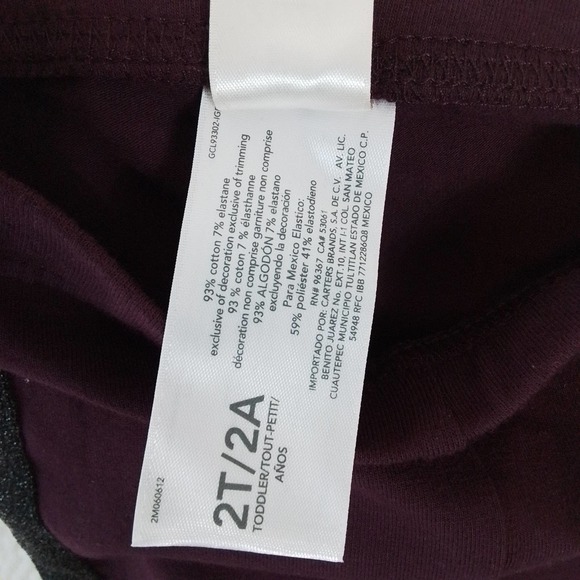 GCL93302-IGF
93% cotton 7% elastane
exclusive of decoration exclusive of trimming
93 % coton 7 % élasthanne
décoration non comprise garniture non comprise
93% ALGODÓN 7% elastano
excluyendo la decoración
Para Mexico Elastico:
59% poliéster 41% elastodieno
RN# 96367 CA# 53061
IMPORTADO POR: CARTERS BRANDS, S.A. DE C.V. AV. LIC.
BENITO JUAREZ No. EXT.10, INT I-1 COL. SAN MATEO
CUAUTEPEC MUNICIPIO TULTITLAN ESTADO DE MEXICO C.P.
54948 RFC IBB 7712286Q8 MEXICO
2M060612
2T/2A
TODDLER/TOUT-PETIT/
AÑOS